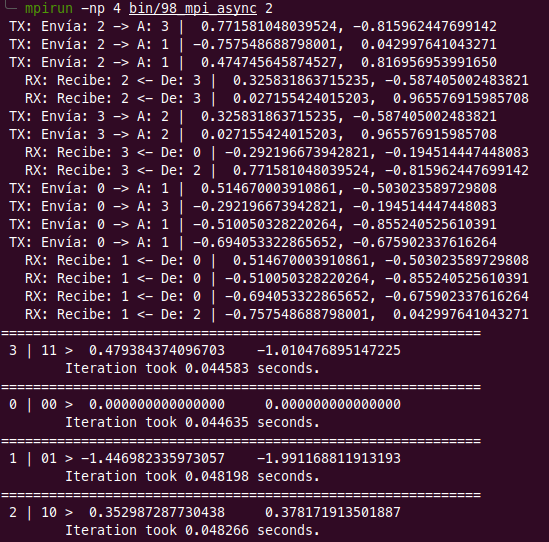 mpirun -np 4 bin/98_mpi_async 2
TX: Envía: 2 -> A: 3 |  0.771581048039524, -0.815962447699142
TX: Envía: 2 -> A: 1 | -0.757548688798001,  0.042997641043271
TX: Envía: 2 -> A: 1 |  0.474745645874527,  0.816956953991650
RX: Recibe: 2 <- De: 3 |  0.325831863715235, -0.587405002483821
RX: Recibe: 2 <- De: 3 |  0.027155424015203,  0.965576915985708
TX: Envía: 3 -> A: 2 |  0.325831863715235, -0.587405002483821
TX: Envía: 3 -> A: 2 |  0.027155424015203,  0.965576915985708
RX: Recibe: 3 <- De: 0 | -0.292196673942821, -0.194514447448083
RX: Recibe: 3 <- De: 2 |  0.771581048039524, -0.815962447699142
TX: Envía: 0 -> A: 1 |  0.514670003910861, -0.503023589729808
TX: Envía: 0 -> A: 3 | -0.292196673942821, -0.194514447448083
TX: Envía: 0 -> A: 1 | -0.510050328220264, -0.855240525610391
TX: Envía: 0 -> A: 1 | -0.694053322865652, -0.675902337616264
RX: Recibe: 1 <- De: 0 |  0.514670003910861, -0.503023589729808
RX: Recibe: 1 <- De: 0 | -0.510050328220264, -0.855240525610391
RX: Recibe: 1 <- De: 0 | -0.694053322865652, -0.675902337616264
RX: Recibe: 1 <- De: 2 | -0.757548688798001,  0.042997641043271
============================================================
3 | 11 >  0.479384374096703    -1.010476895147225
Iteration took 0.044583 seconds.
============================================================
0 | 00 >  0.000000000000000     0.000000000000000
Iteration took 0.044635 seconds.
============================================================
1 | 01 > -1.446982335973057    -1.991168811913193
Iteration took 0.048198 seconds.
============================================================
2 | 10 >  0.352987287730438     0.378171913501887
Iteration took 0.048266 seconds.